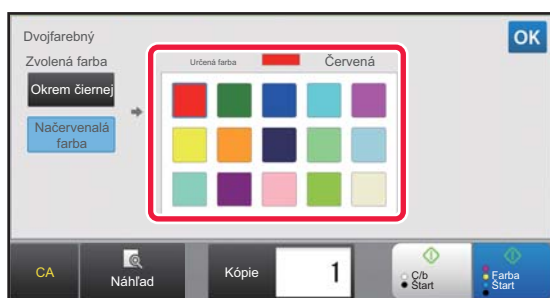 Dvojfarebný
OK
Zvolená farba
Určená farba
Červená
Okrem čiernej
Načervenalá
farba
CA
Náhľad
Kópie
1
Č/b
Štart
Farba
Štart